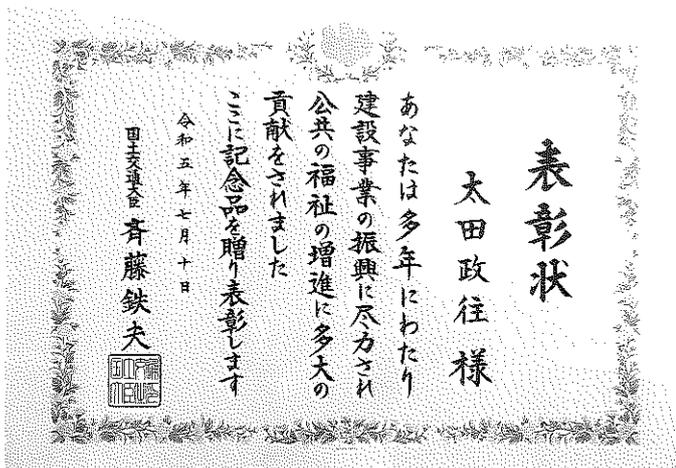 表彰状
太田政往 様
あなたは多年にわたり
建設事業の振興に尽力され
公共の福祉の増進に多大の
貢献をされました
ここに記念品を贈り表彰します
令和五年七月十日
国土交通大臣 斉藤鉄夫